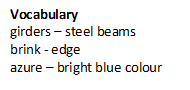 Vocabulary
girders – steel beams
brink - edge
azure – bright blue colour